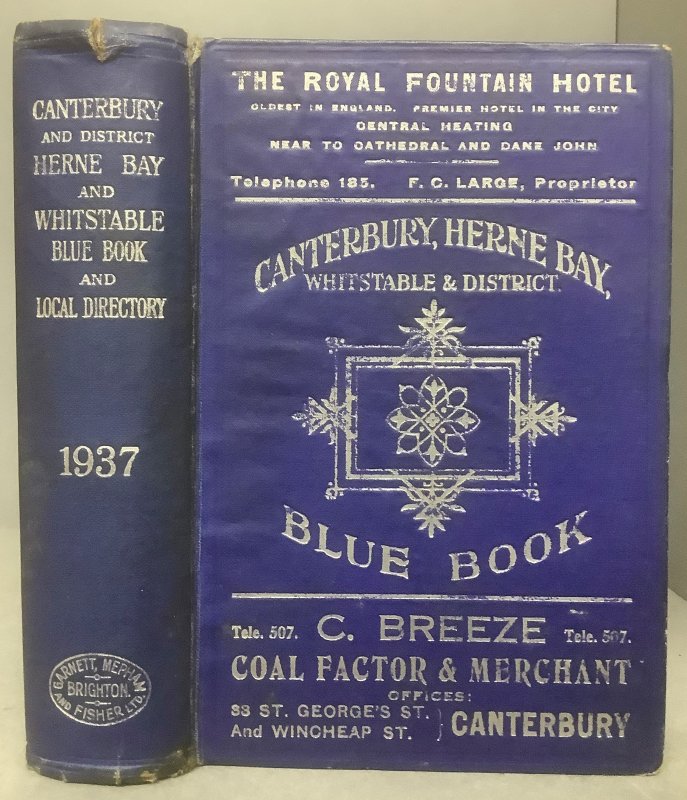 CANTERBURY
AND DISTRICT
HERNE BAY
AND
WHITSTABLE
BLUE BOOK
AND
LOCAL DIRECTORY
1937
GARNETT, MEPHAM
BRIGHTON.
AND FISHER LTD.
THE ROYAL FOUNTAIN HOTEL
OLDEST IN ENGLAND. PREMIER HOTEL IN THE CITY
CENTRAL HEATING
NEAR TO CATHEDRAL AND DANE JOHN
Telephone 185. F. C. LARGE, Proprietor
CANTERBURY, HERNE BAY,
WHITSTABLE & DISTRICT.
BLUE BOOK
Tele. 507. C. BREEZE Tele. 507.
COAL FACTOR & MERCHANT
OFFICES:
33 ST. GEORGE'S ST.
And WINCHEAP ST. } CANTERBURY